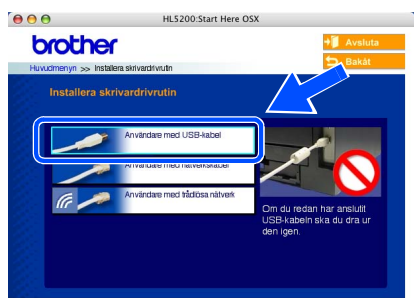 HL5200:Start Here OSX
brother
Avsluta
Bakåt
Huvudmenyn >> Installera skrivardrivrutin
Installera skrivardrivrutin
Användare med USB-kabel
Användare med nätverkskabel
Användare med trådlösa nätverk
Om du redan har anslutit
USB-kabeln ska du dra ur
den igen.